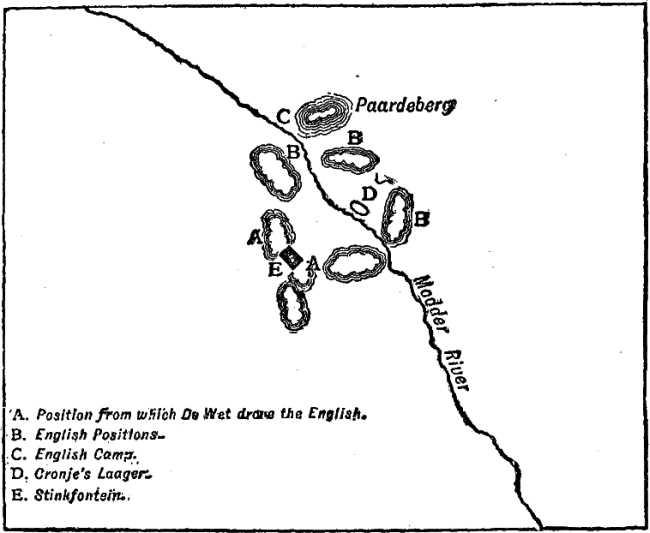 C Paardeberg
B B
D
B
A
E A
Modder River
A. Position from which De Wet drove the English.
B. English Positions.
C. English Camp.
D. Cronje's Laager.
E. Stinkfontein.